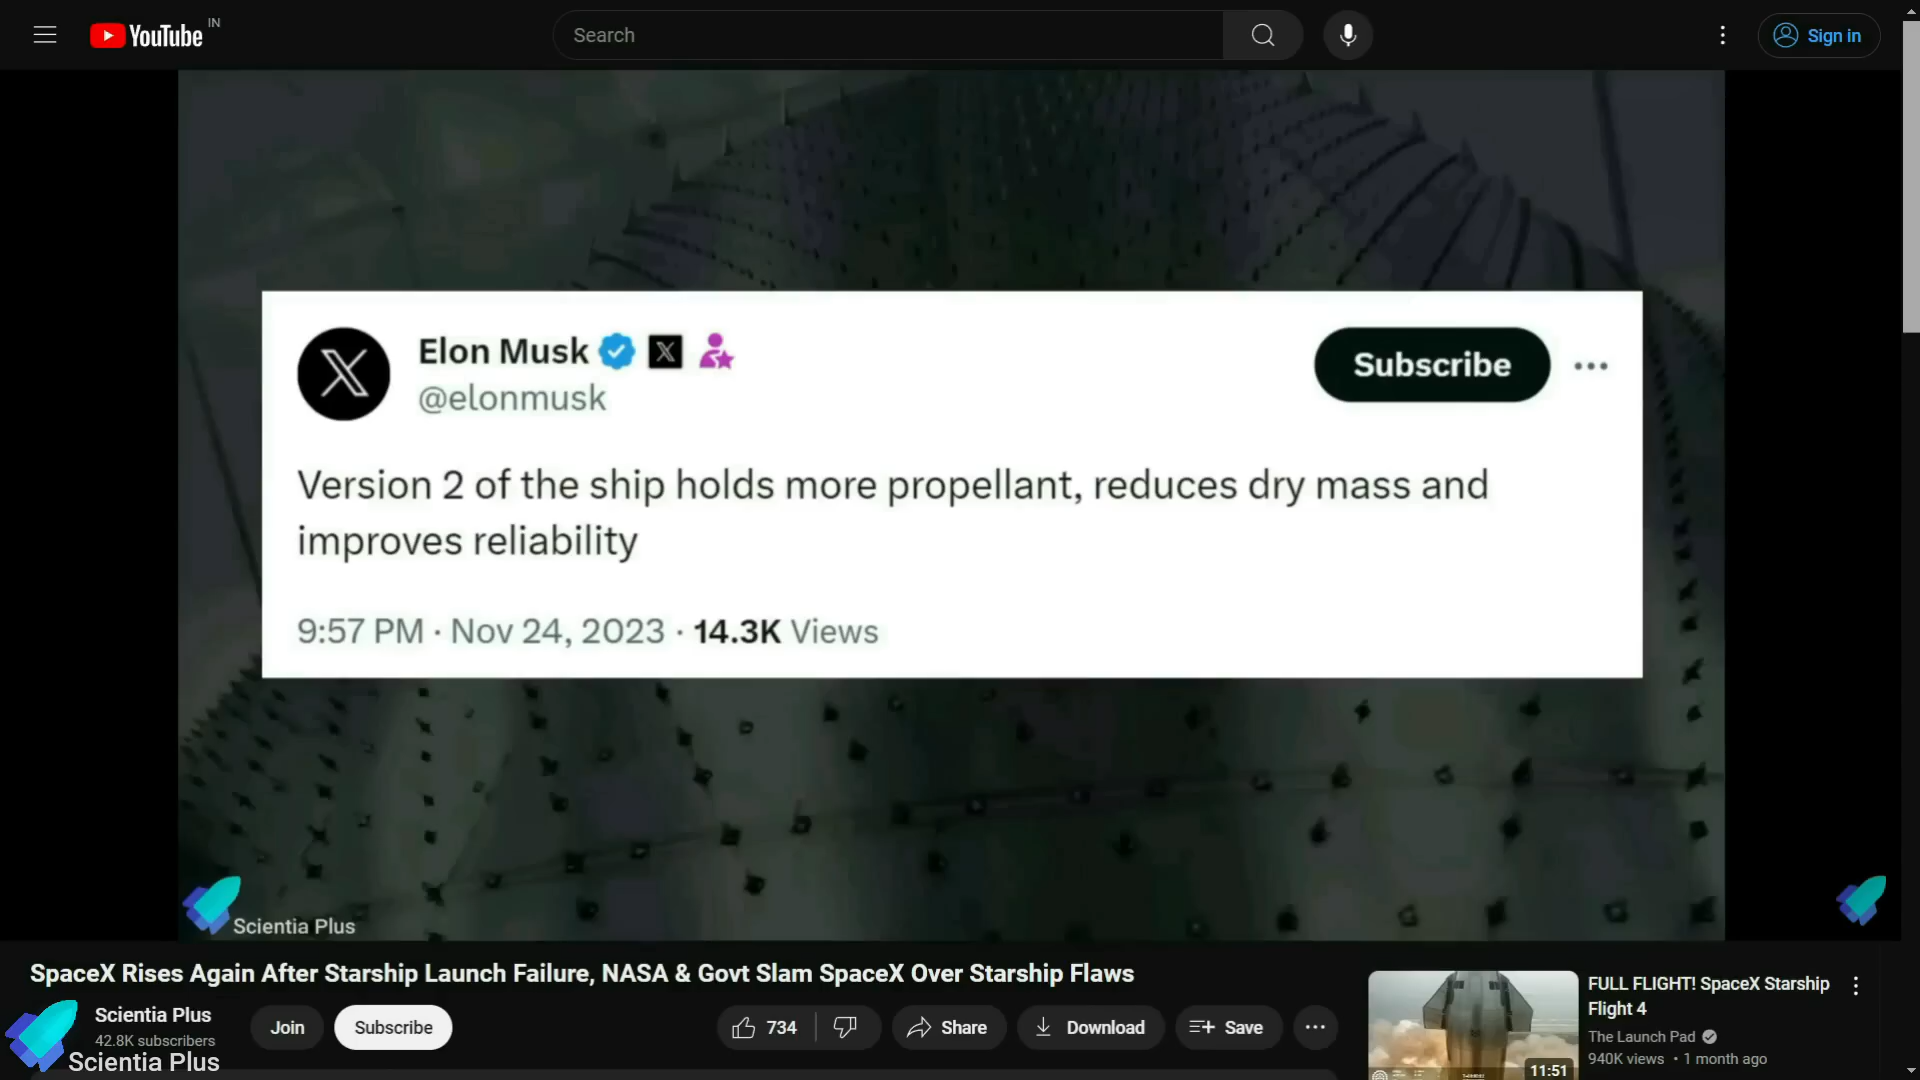 YouTube IN
Search
Sign in
Elon Musk
@elonmusk
Subscribe
Version 2 of the ship holds more propellant, reduces dry mass and
improves reliability
9:57 PM · Nov 24, 2023 · 14.3K Views
Scientia Plus
SpaceX Rises Again After Starship Launch Failure, NASA & Govt Slam SpaceX Over Starship Flaws
Scientia Plus
42.8K subscribers
Scientia Plus
Join
Subscribe
734
Share
Download
Save
FULL FLIGHT! SpaceX Starship
Flight 4
The Launch Pad
940K views • 1 month ago
11:51